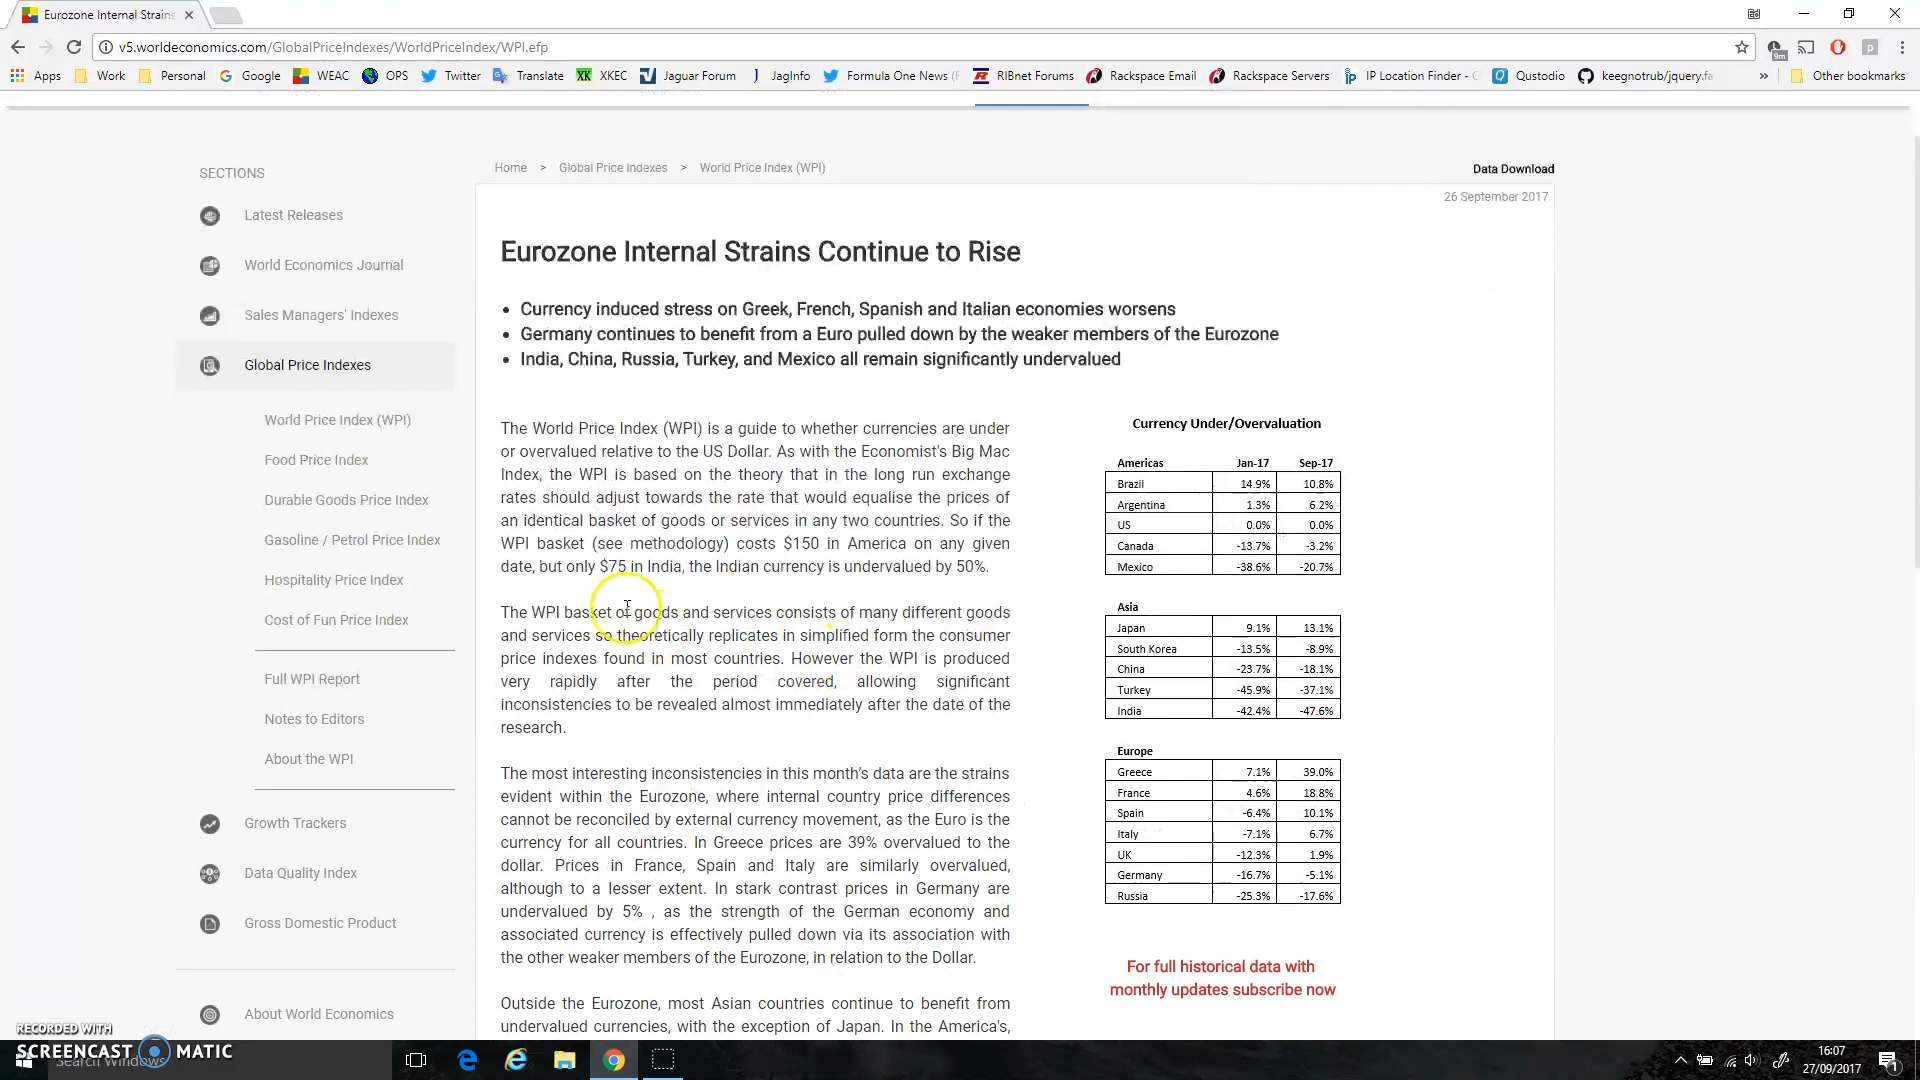 Eurozone Internal Strains
v5.worldeconomics.com/GlobalPriceIndexes/WorldPriceIndex/WPI.efp
9m
p
Apps Work Personal Google WEAC OPS Twitter Translate XKEC Jaguar Forum JagInfo Formula One News (F RIBnet Forums Rackspace Email Rackspace Servers IP Location Finder - Qustodio keegnotrub/jquery.fa » Other bookmarks
SECTIONS
Latest Releases
World Economics Journal
Sales Managers' Indexes
Global Price Indexes
World Price Index (WPI)
Food Price Index
Durable Goods Price Index
Gasoline / Petrol Price Index
Hospitality Price Index
Cost of Fun Price Index
Full WPI Report
Notes to Editors
About the WPI
Growth Trackers
Data Quality Index
Gross Domestic Product
About World Economics
Home > Global Price Indexes > World Price Index (WPI)
Data Download
26 September 2017
Eurozone Internal Strains Continue to Rise
• Currency induced stress on Greek, French, Spanish and Italian economies worsens
• Germany continues to benefit from a Euro pulled down by the weaker members of the Eurozone
• India, China, Russia, Turkey, and Mexico all remain significantly undervalued
The World Price Index (WPI) is a guide to whether currencies are under
or overvalued relative to the US Dollar. As with the Economist's Big Mac
Index, the WPI is based on the theory that in the long run exchange
rates should adjust towards the rate that would equalise the prices of
an identical basket of goods or services in any two countries. So if the
WPI basket (see methodology) costs $150 in America on any given
date, but only $75 in India, the Indian currency is undervalued by 50%.
The WPI basket of goods and services consists of many different goods
and services so theoretically replicates in simplified form the consumer
price indexes found in most countries. However the WPI is produced
very rapidly after the period covered, allowing significant
inconsistencies to be revealed almost immediately after the date of the
research.
The most interesting inconsistencies in this month's data are the strains
evident within the Eurozone, where internal country price differences
cannot be reconciled by external currency movement, as the Euro is the
currency for all countries. In Greece prices are 39% overvalued to the
dollar. Prices in France, Spain and Italy are similarly overvalued,
although to a lesser extent. In stark contrast prices in Germany are
undervalued by 5% , as the strength of the German economy and
associated currency is effectively pulled down via its association with
the other weaker members of the Eurozone, in relation to the Dollar.
Outside the Eurozone, most Asian countries continue to benefit from
undervalued currencies, with the exception of Japan. In the America's,
Currency Under/Overvaluation
Americas Jan-17 Sep-17
Brazil 14.9% 10.8%
Argentina 1.3% 6.2%
US 0.0% 0.0%
Canada -13.7% -3.2%
Mexico -38.6% -20.7%
Asia
Japan 9.1% 13.1%
South Korea -13.5% -8.9%
China -23.7% -18.1%
Turkey -45.9% -37.1%
India -42.4% -47.6%
Europe
Greece 7.1% 39.0%
France 4.6% 18.8%
Spain -6.4% 10.1%
Italy -7.1% 6.7%
UK -12.3% 1.9%
Germany -16.7% -5.1%
Russia -25.3% -17.6%
For full historical data with
monthly updates subscribe now
RECORDED WITH
SCREENCAST MATIC
Search Windows
16:07
27/09/2017
1